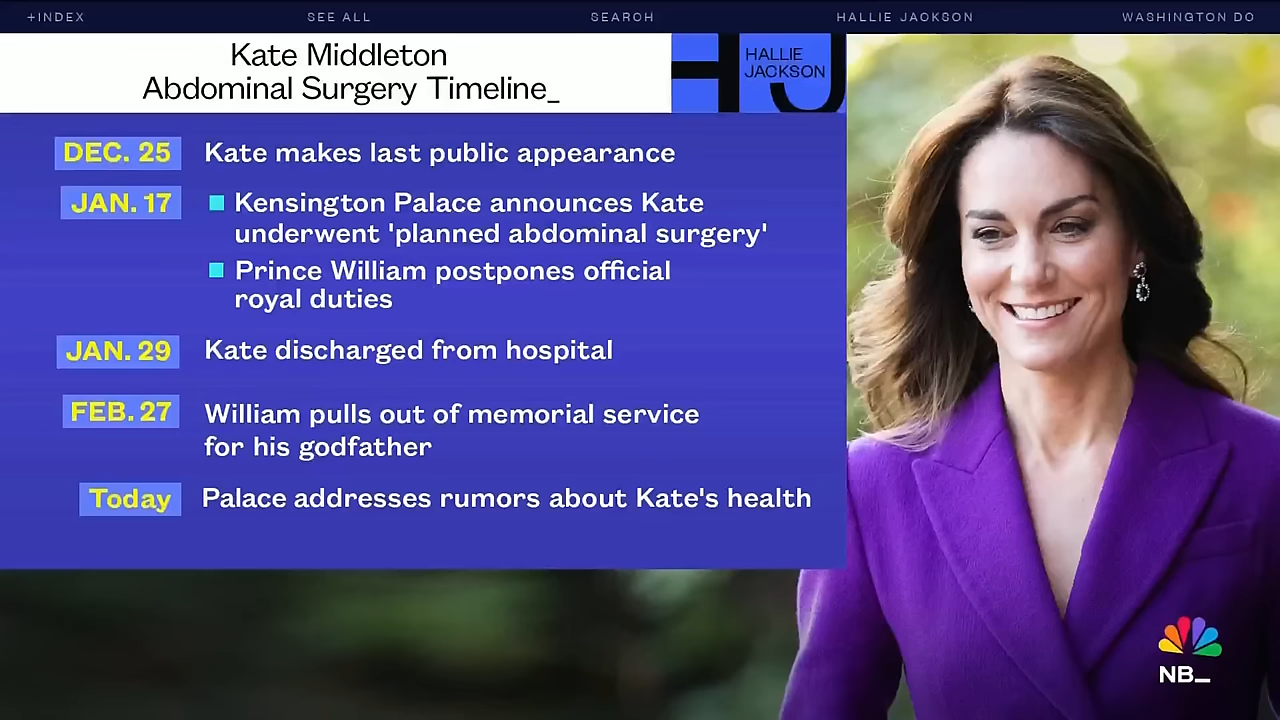 +INDEX
SEE ALL
SEARCH
HALLIE JACKSON
WASHINGTON DO
Kate Middleton
Abdominal Surgery Timeline_
HJ
HALLIE
JACKSON
DEC. 25
Kate makes last public appearance
JAN. 17
Kensington Palace announces Kate
underwent 'planned abdominal surgery'
Prince William postpones official
royal duties
JAN. 29
Kate discharged from hospital
FEB. 27
William pulls out of memorial service
for his godfather
Today
Palace addresses rumors about Kate's health
NB_